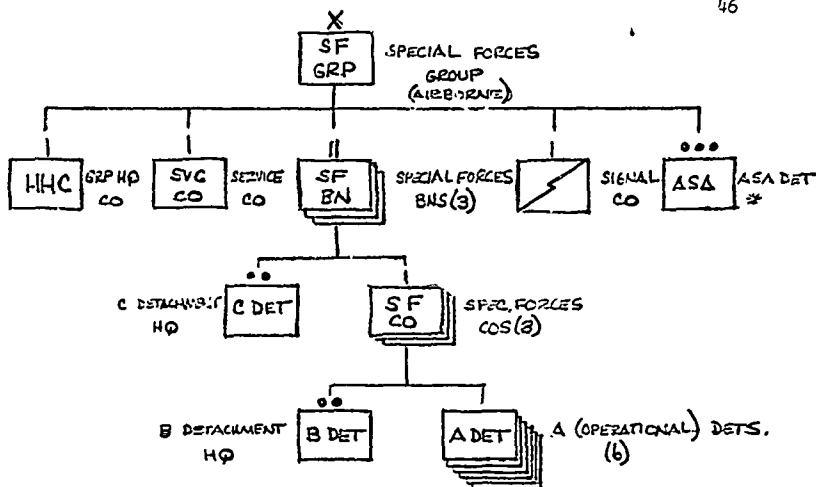 46
X
SF
GRP
SPECIAL FORCES
GROUP
(AIRBORNE)
HHC
GRP HQ
CO
SVC
CO
SERVICE
CO
SF
BN
SPECIAL FORCES
BNS (3)
SIGNAL
CO
ASA
ASA DET
*
C DETACHMENT
HQ
C DET
SF
CO
SPEC. FORCES
COS (3)
B DETACHMENT
HQ
B DET
A DET
A (OPERATIONAL) DETS.
(6)